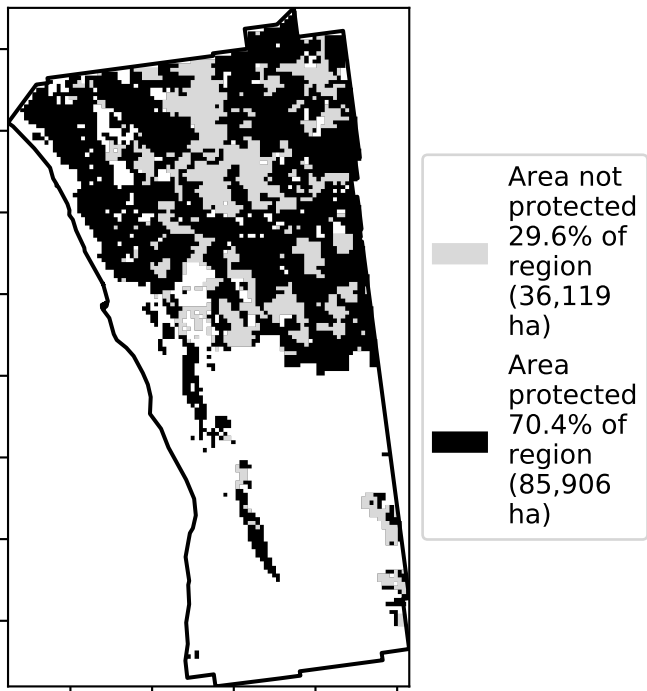 Area not
protected
29.6% of
region
(36,119
ha)
Area
protected
70.4% of
region
(85,906
ha)